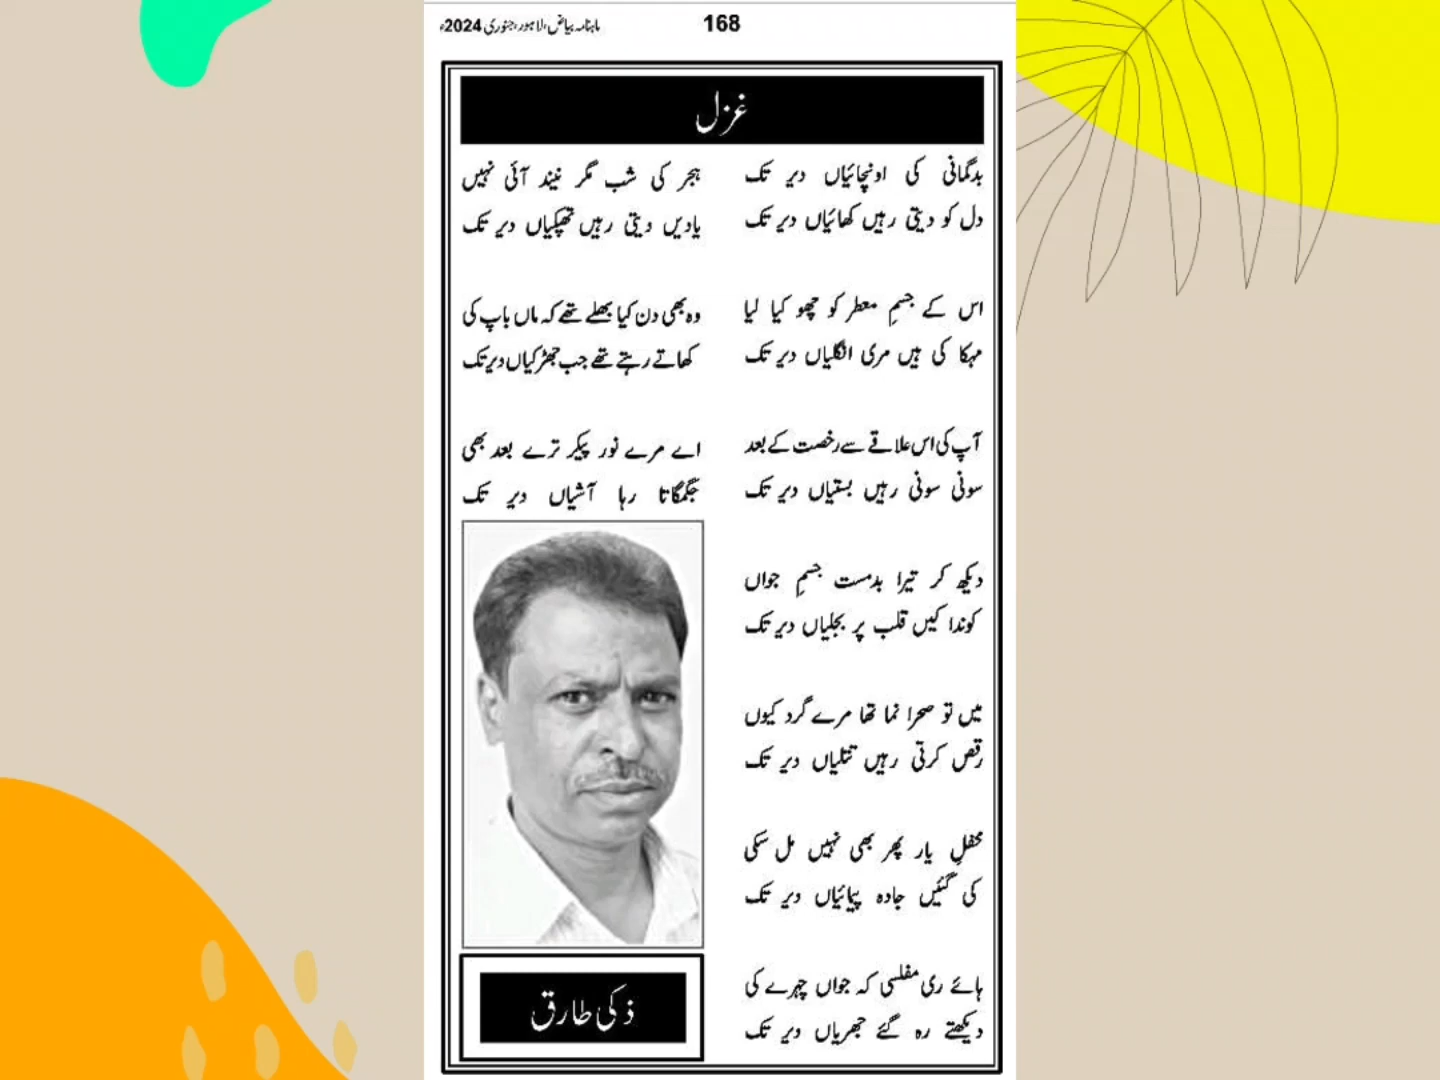 ماہنامہ بیاض، لاہور، جنوری 2024ء
168
غزل
بدگمانی کی اونچائیاں دیر تک
دل کو دیتی رہیں کھائیاں دیر تک
اس کے جسمِ معطر کو چھو کیا لیا
مہکا کی ہیں مری انگلیاں دیر تک
آپ کی اس علاقے سے رخصت کے بعد
سونی سونی رہیں بستیاں دیر تک
دیکھ کر تیرا بدمست جسمِ جواں
کوندا کیں قلب پر بجلیاں دیر تک
میں تو صحرا نما تھا مرے گرد کیوں
رقص کرتی رہیں تتلیاں دیر تک
محفلِ یار پھر بھی نہیں مل سکی
کی گئیں جادہ پیمائیاں دیر تک
ہائے ری مفلسی کہ جواں چہرے کی
دیکھتے رہ گئے جھریاں دیر تک
ہجر کی شب مگر نیند آئی نہیں
یادیں دیتی رہیں تھپکیاں دیر تک
وہ بھی دن کیا بھلے تھے کہ ماں باپ کی
کھاتے رہتے تھے جب جھڑکیاں دیر تک
اے مرے نور پیکر ترے بعد بھی
جگمگاتا رہا آشیاں دیر تک
ذکی طارق